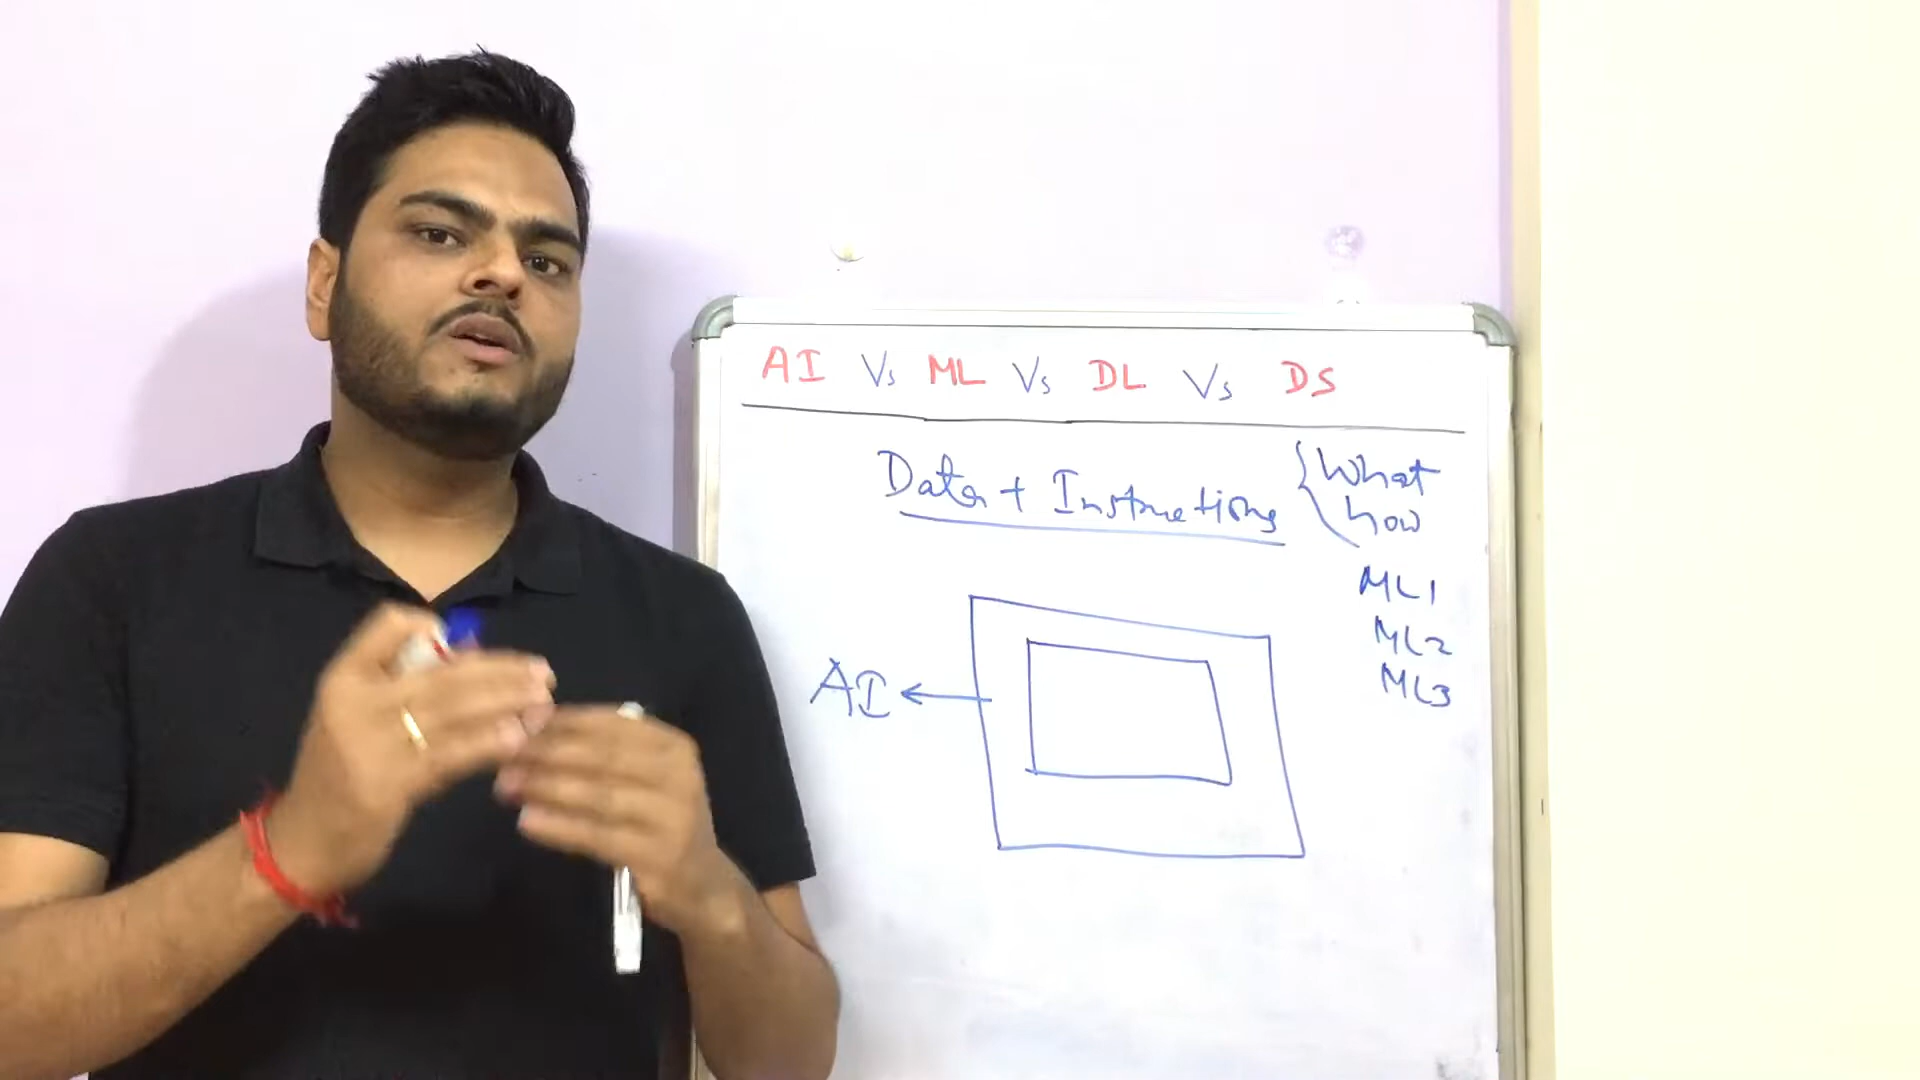 AI Vs ML Vs DL Vs DS
Data + Instructions
What
how
ML1
ML2
ML3
AI